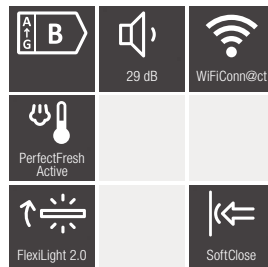 A
G
B
29 dB
WiFiConn@ct
PerfectFresh
Active
FlexiLight 2.0
SoftClose